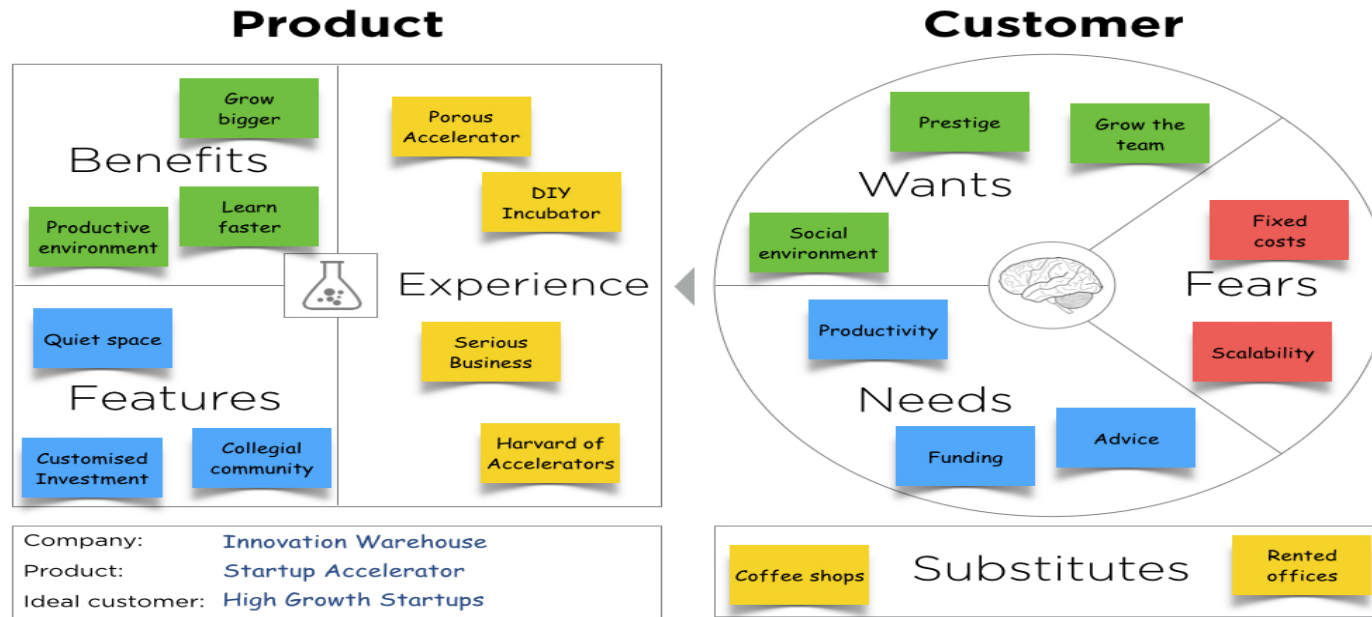 Product
Customer
Grow
bigger
Benefits
Productive
environment
Learn
faster
Porous
Accelerator
DIY
Incubator
Experience
Serious
Business
Harvard of
Accelerators
Quiet space
Features
Customised
Investment
Collegial
community
Prestige
Grow the
team
Wants
Social
environment
Fixed
costs
Fears
Scalability
Productivity
Needs
Funding
Advice
Company: Innovation Warehouse
Product: Startup Accelerator
Ideal customer: High Growth Startups
Coffee shops
Substitutes
Rented
offices